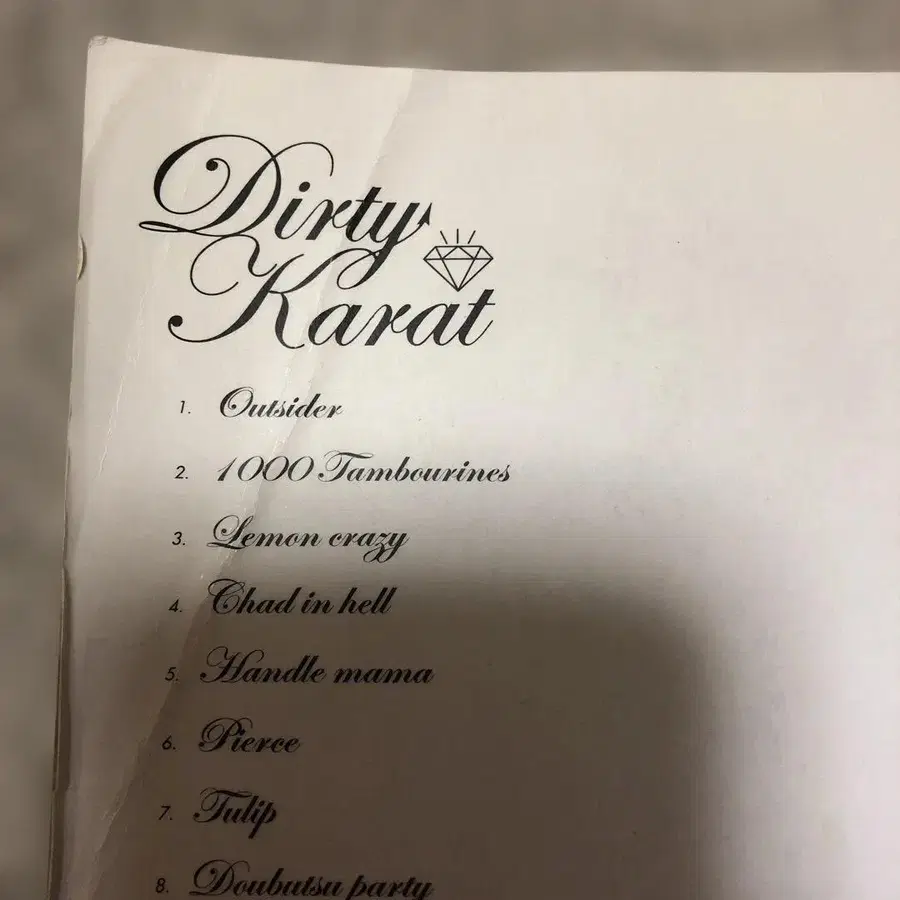 Dirty
Karat
1. Outsider
2. 1000 Tambourines
3. Lemon crazy
4. Chad in hell
5. Handle mama
6. Pierce
7. Tulip
8. Doubutsu party